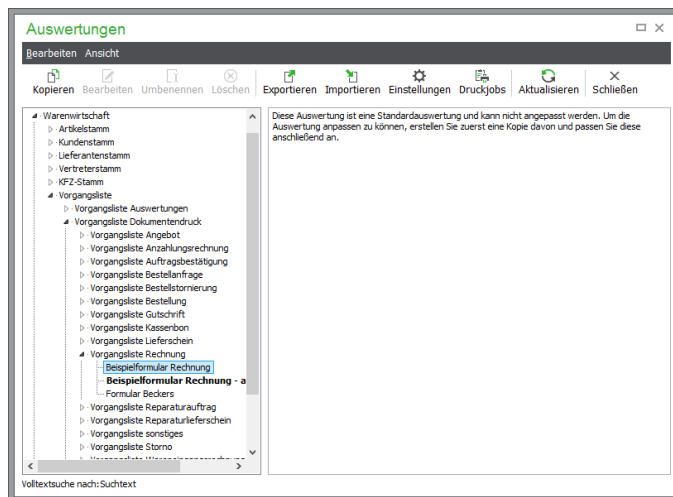 Auswertungen
Bearbeiten Ansicht
Kopieren Bearbeiten Umbenennen Löschen Exportieren Importieren Einstellungen Druckjobs Aktualisieren Schließen
Warenwirtschaft
Artikelstamm
Kundenstamm
Lieferantenstamm
Vertreterstamm
KFZ-Stamm
Vorgangsliste
Vorgangsliste Auswertungen
Vorgangsliste Dokumentendruck
Vorgangsliste Angebot
Vorgangsliste Anzahlungsrechnung
Vorgangsliste Auftragsbestätigung
Vorgangsliste Bestellanfrage
Vorgangsliste Bestellstornierung
Vorgangsliste Bestellung
Vorgangsliste Gutschrift
Vorgangsliste Kassenbon
Vorgangsliste Lieferschein
Vorgangsliste Rechnung
Beispielformular Rechnung
Beispielformular Rechnung - a
Formular Beckers
Vorgangsliste Reparaturauftrag
Vorgangsliste Reparaturlieferschein
Vorgangsliste sonstiges
Vorgangsliste Storno
Vorgangsliste Wareneingangsrechnung
Diese Auswertung ist eine Standardauswertung und kann nicht angepasst werden. Um die
Auswertung anpassen zu können, erstellen Sie zuerst eine Kopie davon und passen Sie diese
anschließend an.
Volltextsuche nach: Suchtext